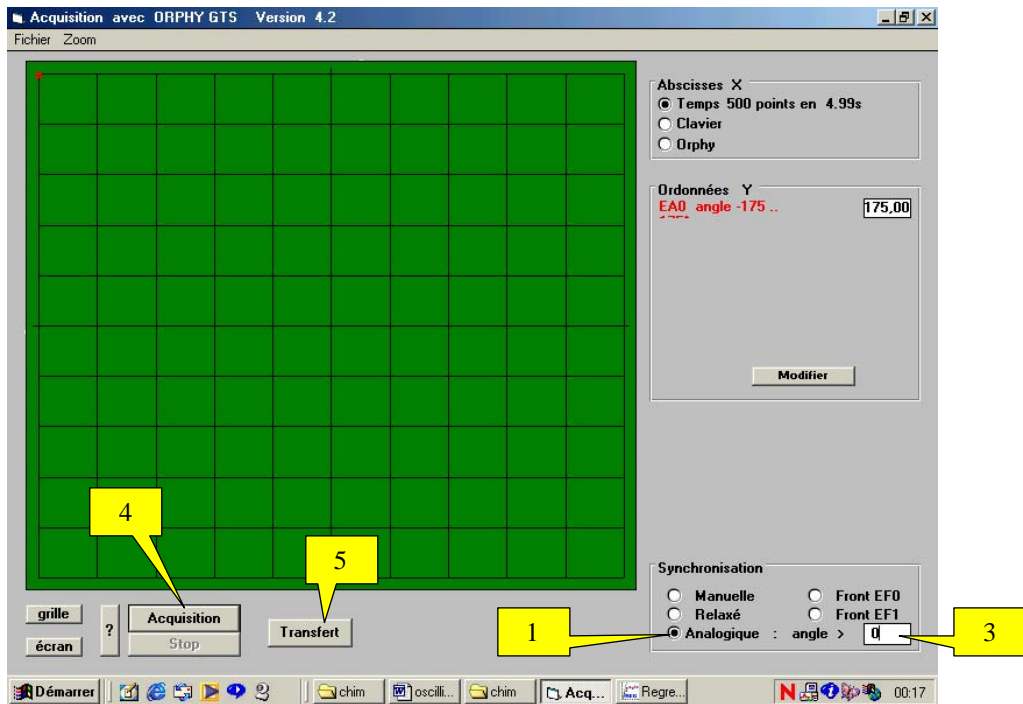 Acquisition avec ORPHY GTS Version 4.2
Fichier Zoom
Abscisses X
Temps 500 points en 4.99s
Clavier
Orphy
Ordonnées Y
EA0 angle -175 .. 175,00
Modifier
4
5
1
3
Synchronisation
Manuelle Front EF0
Relaxé Front EF1
Analogique : angle > 0
grille
écran
?
Acquisition
Stop
Transfert
Démarrer chim oscilli... chim Acq... Regre... N 00:17